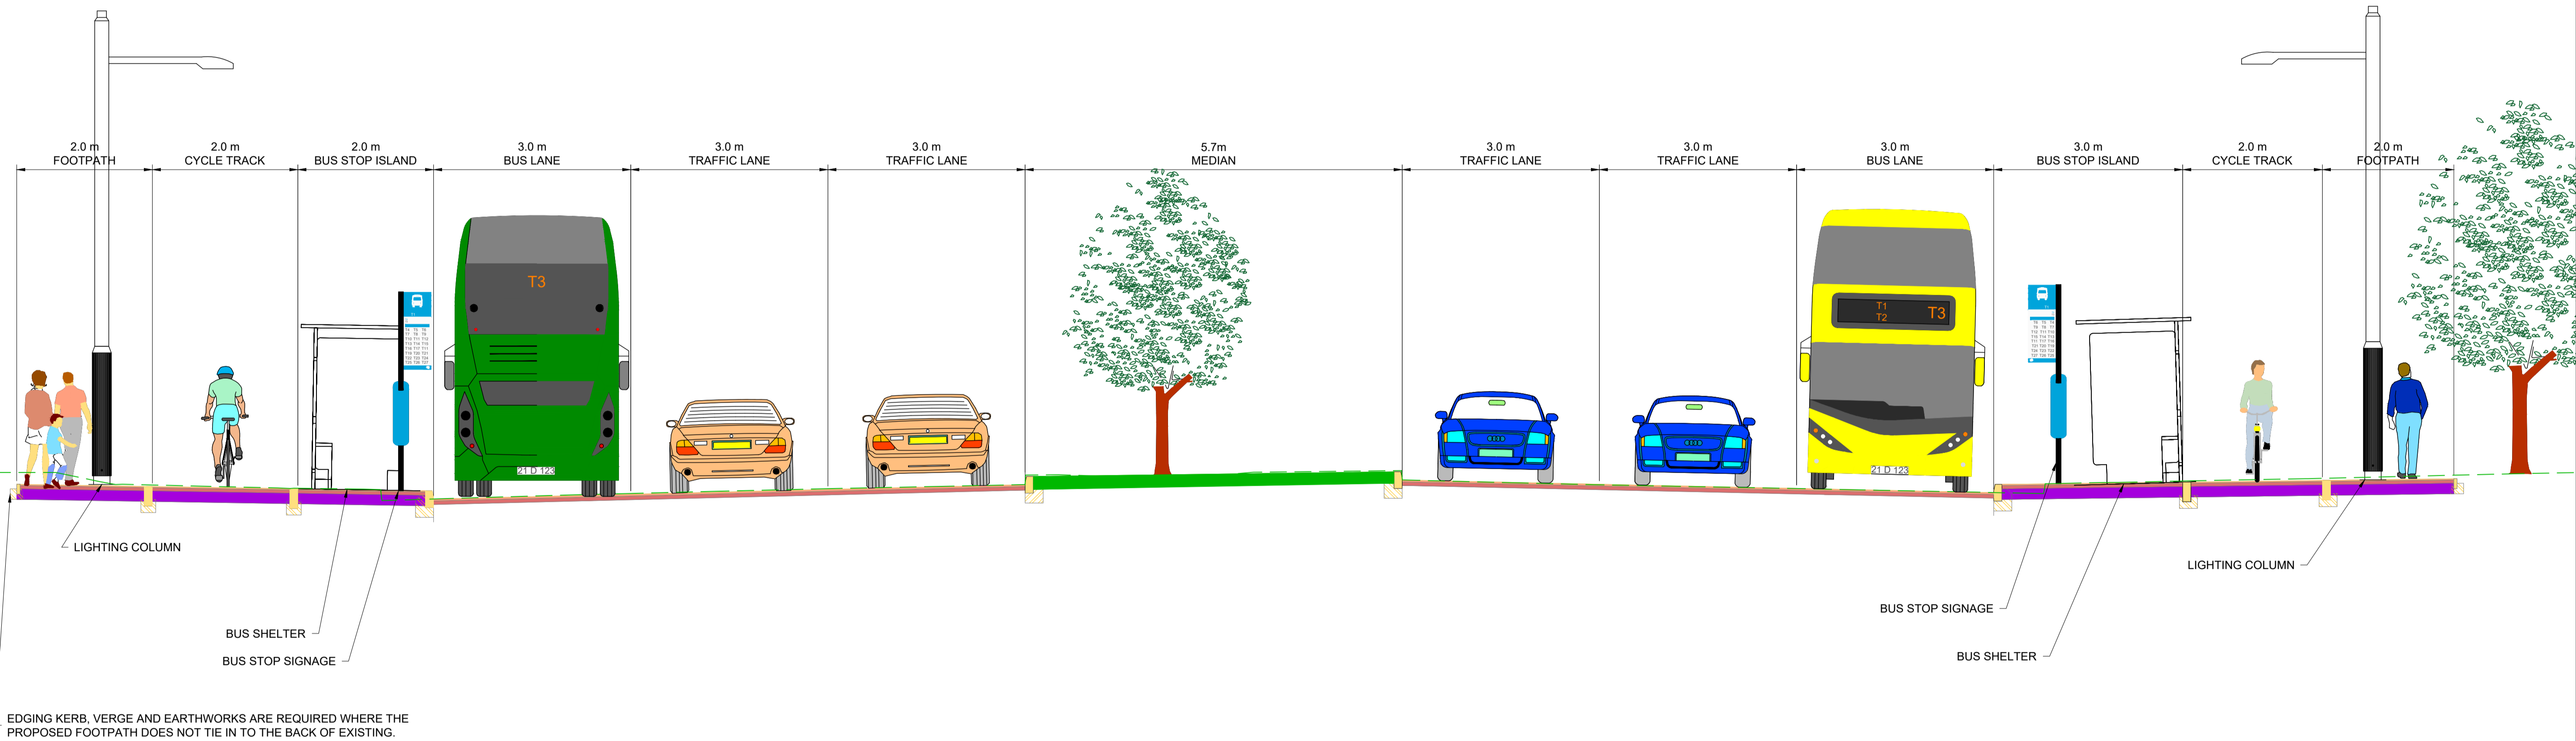 2.0 m
FOOTPATH
2.0 m
CYCLE TRACK
2.0 m
BUS STOP ISLAND
3.0 m
BUS LANE
3.0 m
TRAFFIC LANE
3.0 m
TRAFFIC LANE
5.7m
MEDIAN
3.0 m
TRAFFIC LANE
3.0 m
TRAFFIC LANE
3.0 m
BUS LANE
3.0 m
BUS STOP ISLAND
2.0 m
CYCLE TRACK
2.0 m
FOOTPATH
T3
21 D 123
T1
T2
T3
21 D 123
LIGHTING COLUMN
BUS SHELTER
BUS STOP SIGNAGE
LIGHTING COLUMN
BUS STOP SIGNAGE
BUS SHELTER
EDGING KERB, VERGE AND EARTHWORKS ARE REQUIRED WHERE THE
PROPOSED FOOTPATH DOES NOT TIE IN TO THE BACK OF EXISTING.